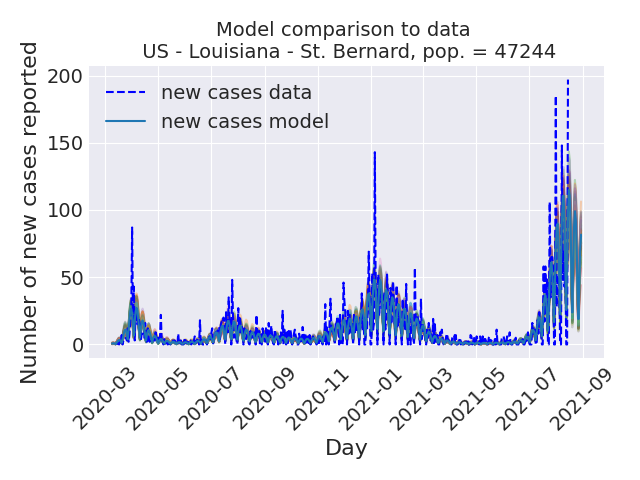 Model comparison to data
US - Louisiana - St. Bernard, pop. = 47244
Number of new cases reported
200
150
100
50
0
new cases data
new cases model
2020-03
2020-05
2020-07
2020-09
2020-11
2021-01
2021-03
2021-05
2021-07
2021-09
Day